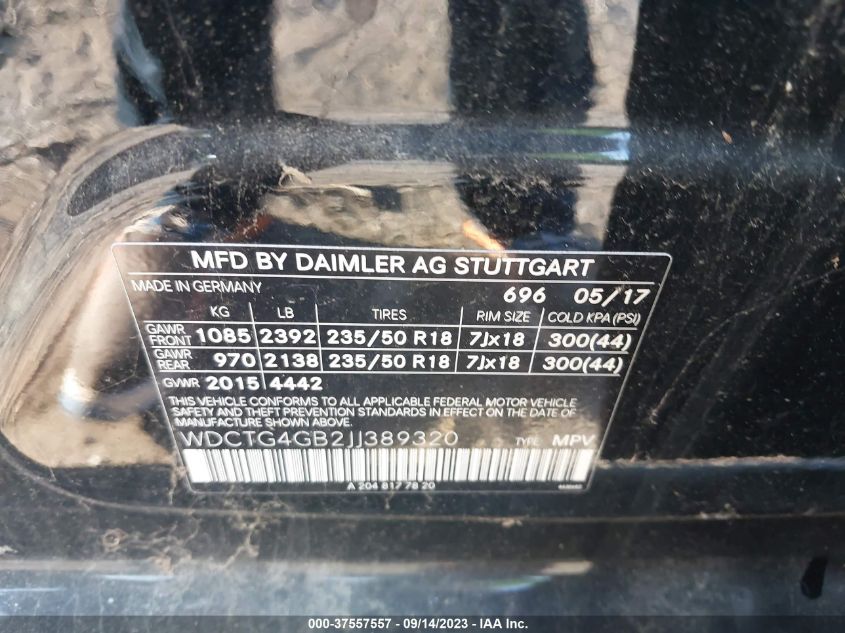 MFD BY DAIMLER AG STUTTGART
MADE IN GERMANY 696 05/17
KG LB TIRES RIM SIZE COLD KPA (PSI)
GAWR FRONT 1085 2392 235/50 R18 7Jx18 300(44)
GAWR REAR 970 2138 235/50 R18 7Jx18 300(44)
GVWR 2015 4442
THIS VEHICLE CONFORMS TO ALL APPLICABLE FEDERAL MOTOR VEHICLE
SAFETY AND THEFT PREVENTION STANDARDS IN EFFECT ON THE DATE OF
MANUFACTURE SHOWN ABOVE.
WDCTG4GB2JJ389320 TYPE MPV
A 204 817 78 20
000-37557557 - 09/14/2023 - IAA Inc.